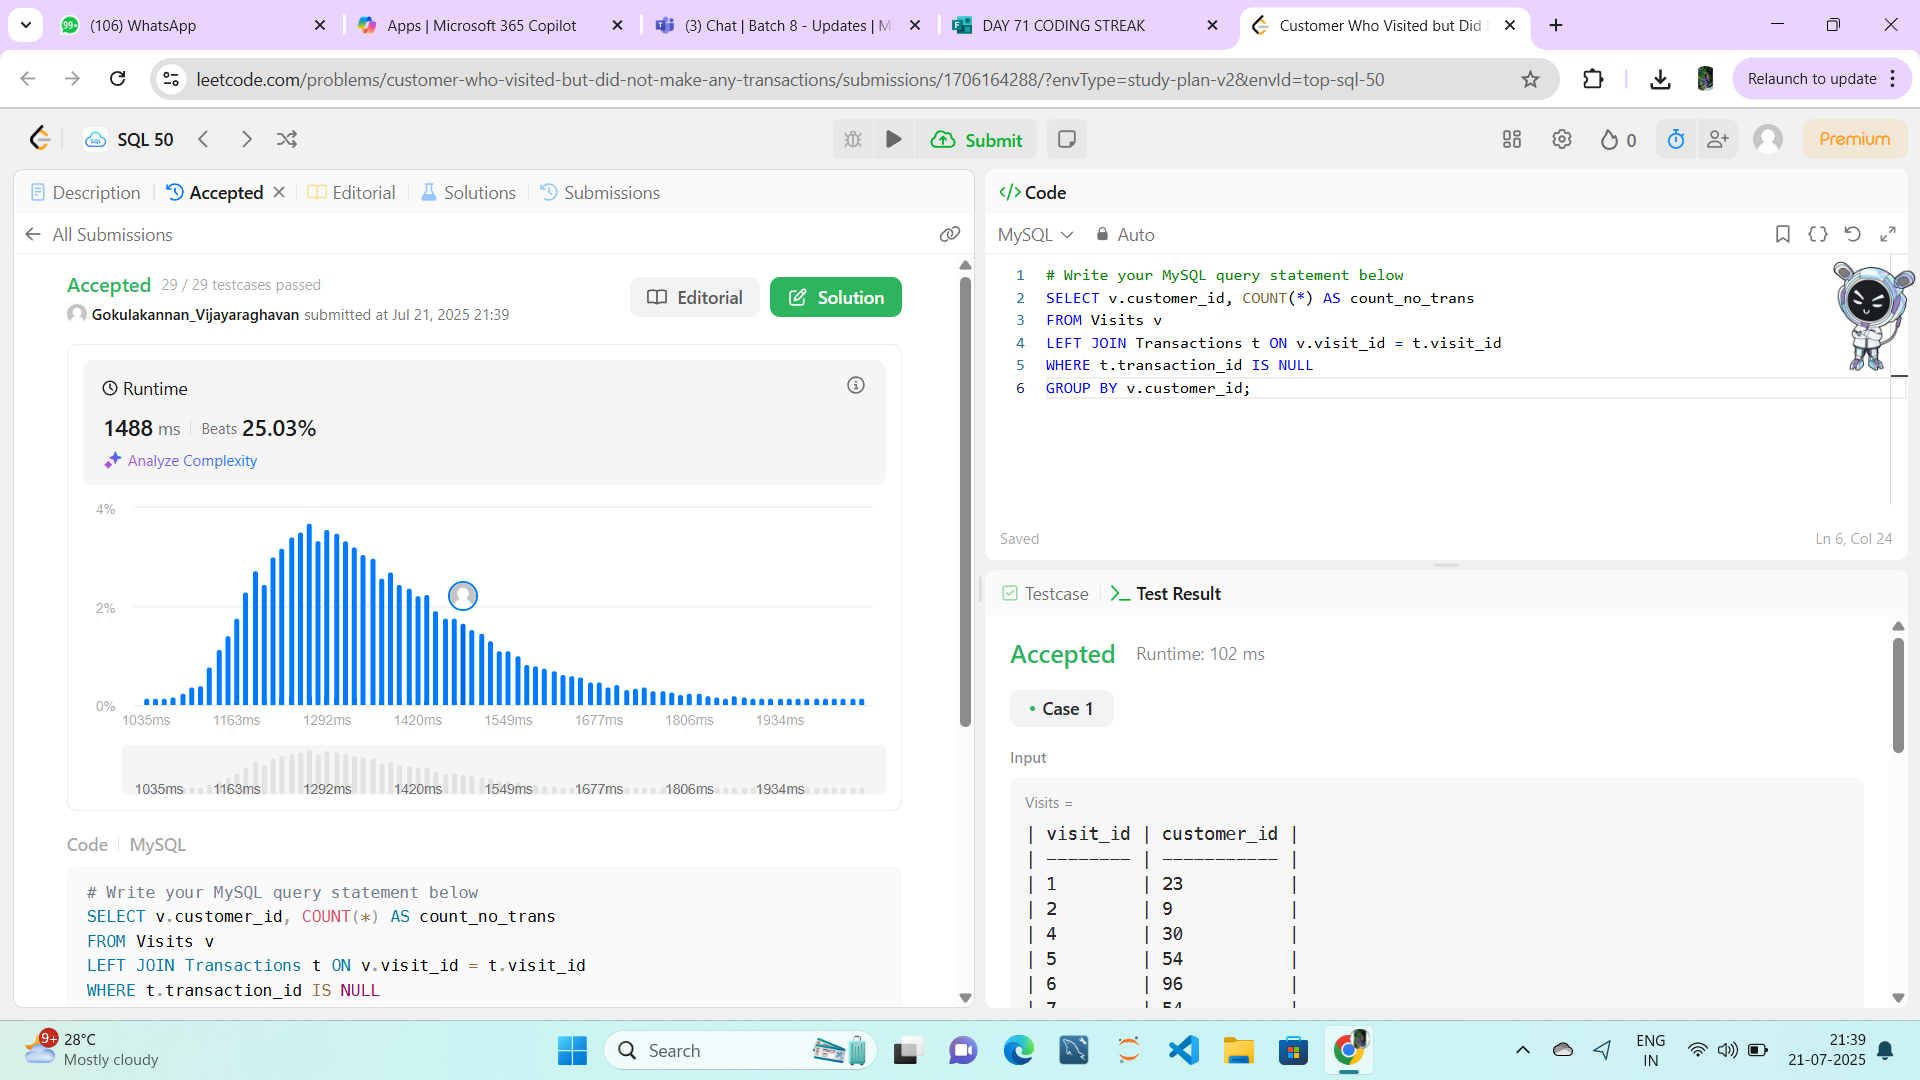 99+
(106) WhatsApp
Apps | Microsoft 365 Copilot
(3) Chat | Batch 8 - Updates | Mi
DAY 71 CODING STREAK
Customer Who Visited but Did N
leetcode.com/problems/customer-who-visited-but-did-not-make-any-transactions/submissions/1706164288/?envType=study-plan-v2&envId=top-sql-50
Relaunch to update
SQL 50
Submit
0
Premium
Description
Accepted
Editorial
Solutions
Submissions
All Submissions
Accepted 29 / 29 testcases passed
Gokulakannan_Vijayaraghavan submitted at Jul 21, 2025 21:39
Editorial
Solution
Runtime
1488 ms Beats 25.03%
Analyze Complexity
4%
2%
0%
1035ms 1163ms 1292ms 1420ms 1549ms 1677ms 1806ms 1934ms
1035ms 1163ms 1292ms 1420ms 1549ms 1677ms 1806ms 1934ms
Code MySQL
# Write your MySQL query statement below
SELECT v.customer_id, COUNT(*) AS count_no_trans
FROM Visits v
LEFT JOIN Transactions t ON v.visit_id = t.visit_id
WHERE t.transaction_id IS NULL
</> Code
MySQL Auto
1 # Write your MySQL query statement below
2 SELECT v.customer_id, COUNT(*) AS count_no_trans
3 FROM Visits v
4 LEFT JOIN Transactions t ON v.visit_id = t.visit_id
5 WHERE t.transaction_id IS NULL
6 GROUP BY v.customer_id;
Saved
Ln 6, Col 24
Testcase
Test Result
Accepted Runtime: 102 ms
Case 1
Input
Visits =
| visit_id | customer_id |
| -------- | ----------- |
| 1 | 23 |
| 2 | 9 |
| 4 | 30 |
| 5 | 54 |
| 6 | 96 |
| 7 | 54 |
9+
28°C
Mostly cloudy
Search
ENG
IN
21:39
21-07-2025